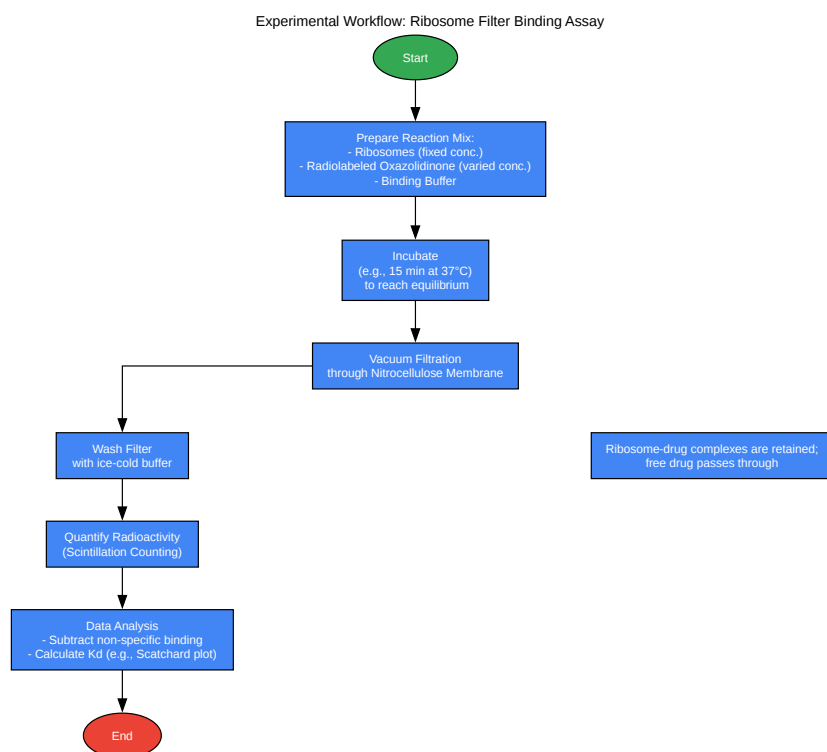 Experimental Workflow: Ribosome Filter Binding Assay
Start
Prepare Reaction Mix:
- Ribosomes (fixed conc.)
- Radiolabeled Oxazolidinone (varied conc.)
- Binding Buffer
Incubate
(e.g., 15 min at 37°C)
to reach equilibrium
Vacuum Filtration
through Nitrocellulose Membrane
Wash Filter
with ice-cold buffer
Ribosome-drug complexes are retained;
free drug passes through
Quantify Radioactivity
(Scintillation Counting)
Data Analysis
- Subtract non-specific binding
- Calculate Kd (e.g., Scatchard plot)
End